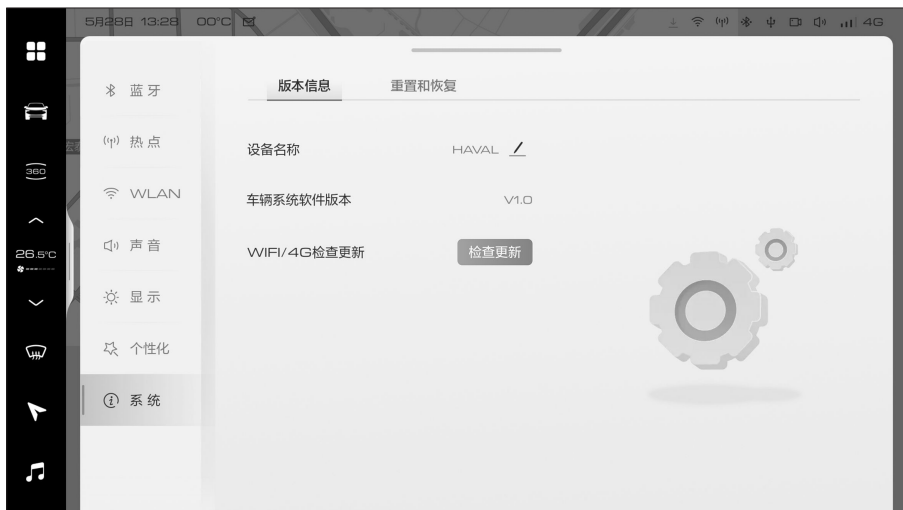 5月28日 13:28 00°C 4G
版本信息 重置和恢复
蓝牙
热点
WLAN
声音
显示
个性化
系统
设备名称 HAVAL
车辆系统软件版本 V1.0
WIFI/4G检查更新 检查更新
360
26.5°C